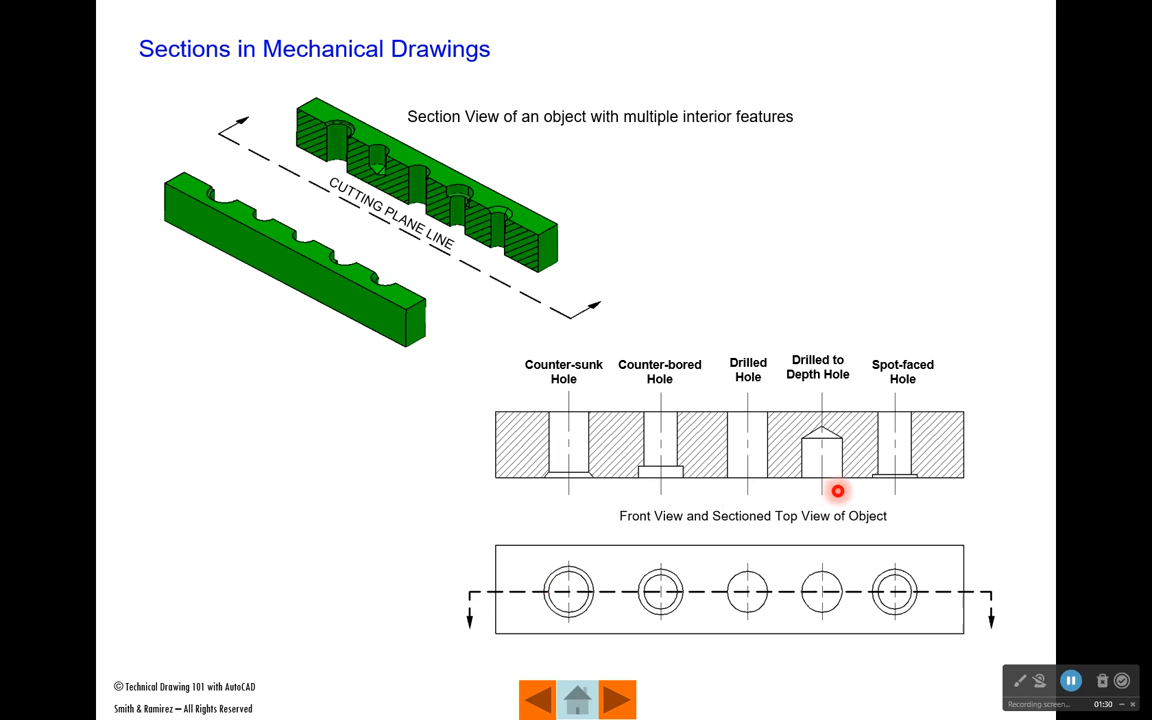 Sections in Mechanical Drawings
Section View of an object with multiple interior features
CUTTING PLANE LINE
Counter-sunk
Hole
Counter-bored
Hole
Drilled
Hole
Drilled to
Depth Hole
Spot-faced
Hole
Front View and Sectioned Top View of Object
© Technical Drawing 101 with AutoCAD
Smith & Ramirez – All Rights Reserved
Recording screen...
01:30